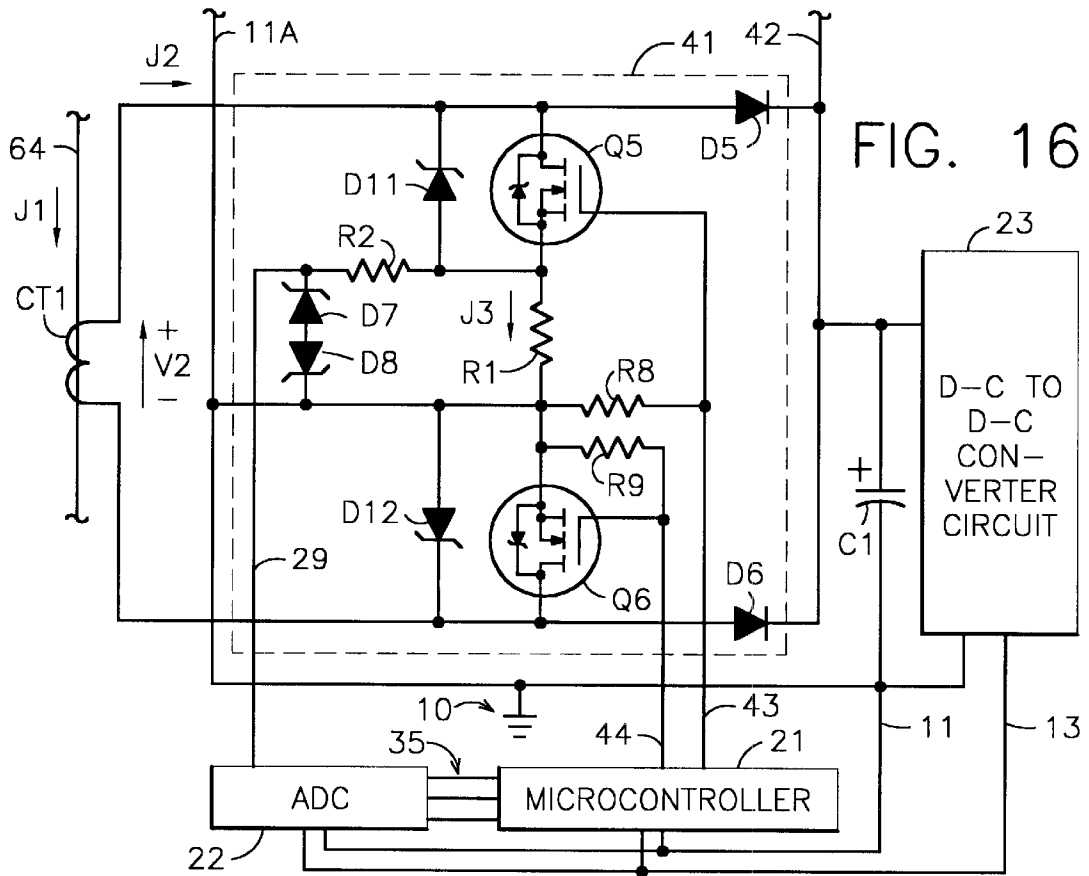 11A
41
42
J2
FIG. 16
64
Q5
D5
D11
J1
R2
23
CT1
D7
J3
+
V2
-
D8
R1
R8
D-C TO
D-C
CON-
VERTER
CIRCUIT
R9
+
D12
C1
29
D6
Q6
10
43
11
13
35
44
21
ADC
MICROCONTROLLER
22